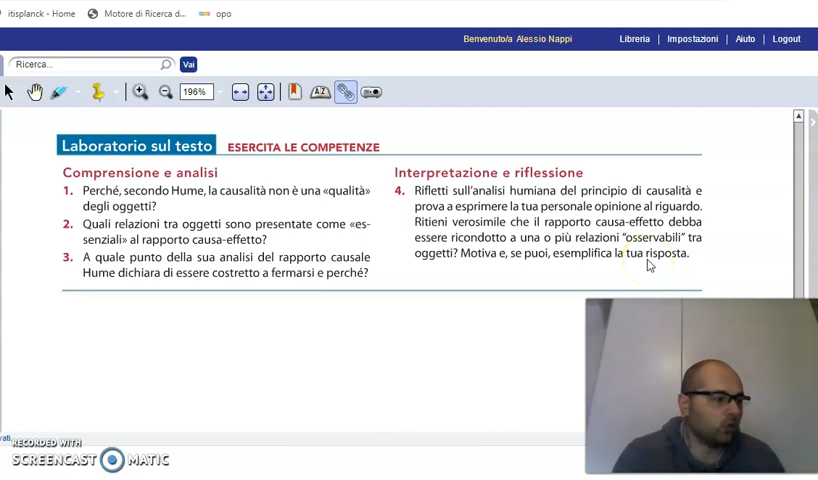 itisplanck - Home
Motore di Ricerca d...
opo
Benvenuto/a Alessio Nappi
Libreria
Impostazioni
Aiuto
Logout
Ricerca...
Vai
196%
AZ
Laboratorio sul testo ESERCITA LE COMPETENZE
Comprensione e analisi
1. Perché, secondo Hume, la causalità non è una «qualità»
degli oggetti?
2. Quali relazioni tra oggetti sono presentate come «es-
senziali» al rapporto causa-effetto?
3. A quale punto della sua analisi del rapporto causale
Hume dichiara di essere costretto a fermarsi e perché?
Interpretazione e riflessione
4. Rifletti sull'analisi humiana del principio di causalità e
prova a esprimere la tua personale opinione al riguardo.
Ritieni verosimile che il rapporto causa-effetto debba
essere ricondotto a una o più relazioni "osservabili" tra
oggetti? Motiva e, se puoi, esemplifica la tua risposta.
vati.
RECORDED WITH
SCREENCAST MATIC